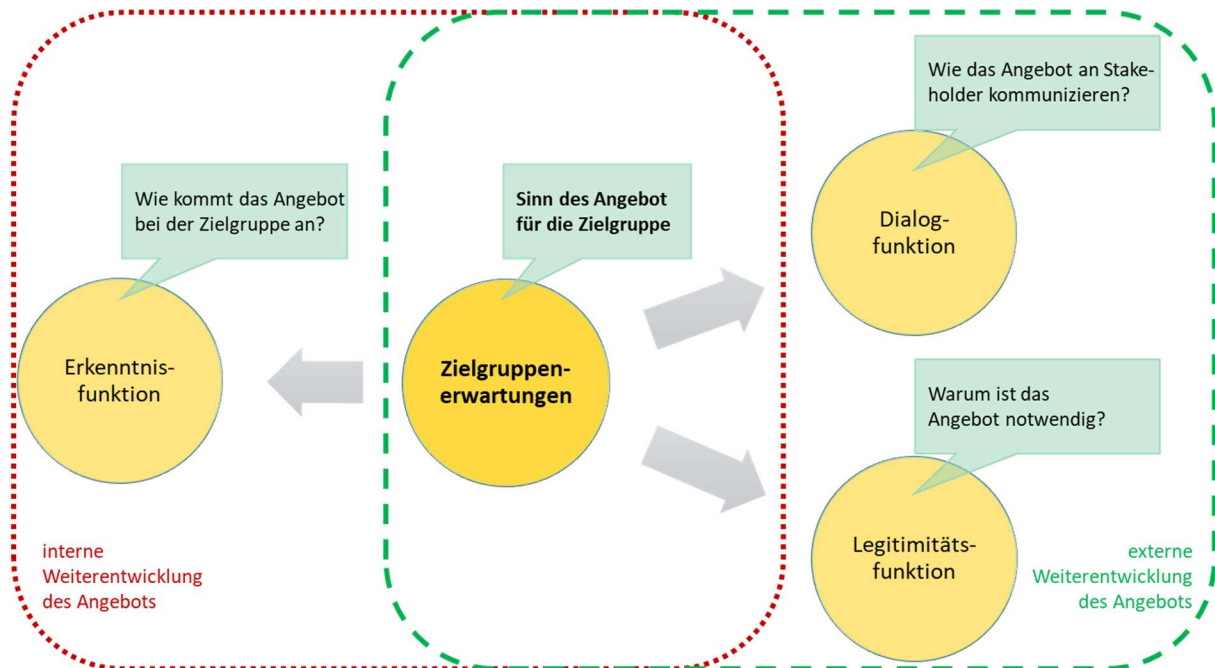 Wie das Angebot an Stake-
holder kommunizieren?
Dialog-
funktion
Wie kommt das Angebot
bei der Zielgruppe an?
Erkenntnis-
funktion
Sinn des Angebot
für die Zielgruppe
Zielgruppen-
erwartungen
Warum ist das
Angebot notwendig?
Legitimitäts-
funktion
interne
Weiterentwicklung
des Angebots
externe
Weiterentwicklung
des Angebots